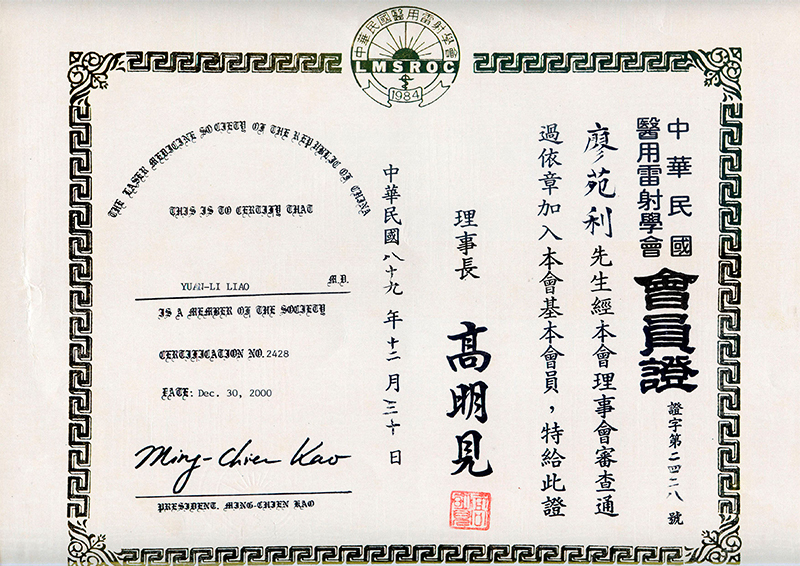 中華民國醫用雷射學會
LMSROC
1984
中華民國
醫用雷射學會
會員證
證字第二四二八號
廖苑利先生經本會理事會審查通
過依章加入本會基本會員，特給此證
理事長 高明見
中華民國八十九年十二月三十日
THE LASER MEDICINE SOCIETY OF THE REPUBLIC OF CHINA
THIS IS TO CERTIFY THAT
YUAN-LI LIAO M.D.
IS A MEMBER OF THE SOCIETY
CERTIFICATION NO. 2428
DATE: Dec. 30, 2000
Ming-Chien Kao
PRESIDENT. MING-CHIEN KAO